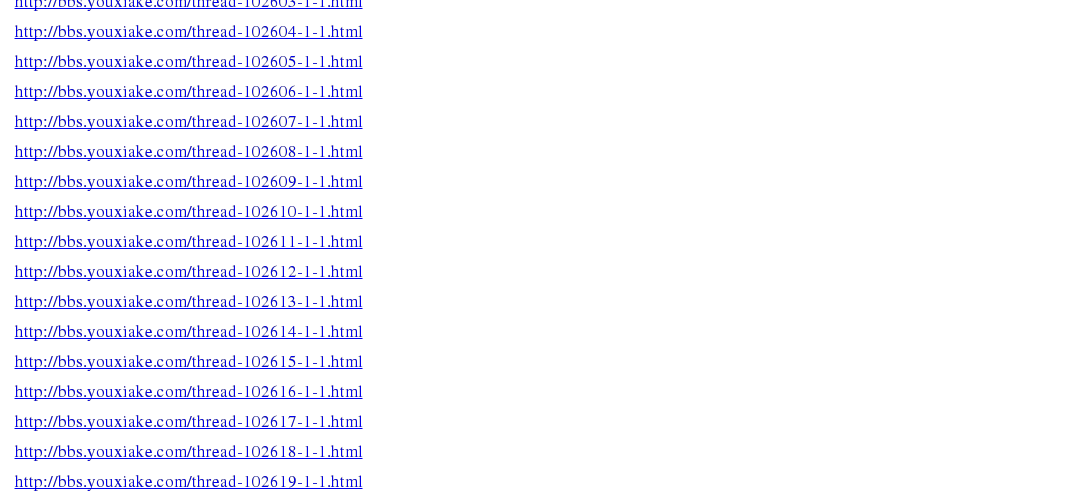 http://bbs.youxiake.com/thread-102603-1-1.html
http://bbs.youxiake.com/thread-102604-1-1.html
http://bbs.youxiake.com/thread-102605-1-1.html
http://bbs.youxiake.com/thread-102606-1-1.html
http://bbs.youxiake.com/thread-102607-1-1.html
http://bbs.youxiake.com/thread-102608-1-1.html
http://bbs.youxiake.com/thread-102609-1-1.html
http://bbs.youxiake.com/thread-102610-1-1.html
http://bbs.youxiake.com/thread-102611-1-1.html
http://bbs.youxiake.com/thread-102612-1-1.html
http://bbs.youxiake.com/thread-102613-1-1.html
http://bbs.youxiake.com/thread-102614-1-1.html
http://bbs.youxiake.com/thread-102615-1-1.html
http://bbs.youxiake.com/thread-102616-1-1.html
http://bbs.youxiake.com/thread-102617-1-1.html
http://bbs.youxiake.com/thread-102618-1-1.html
http://bbs.youxiake.com/thread-102619-1-1.html